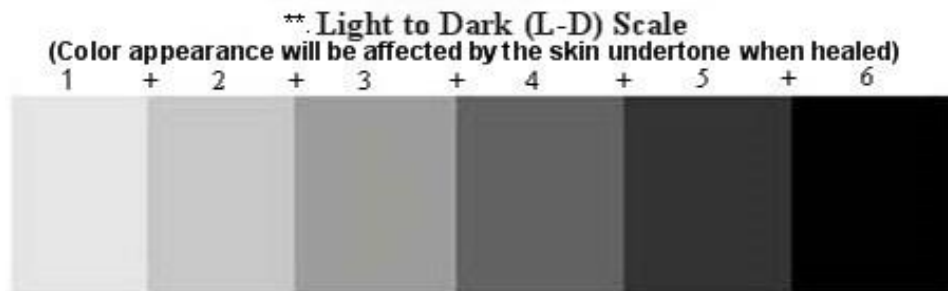 **. Light to Dark (L-D) Scale
(Color appearance will be affected by the skin undertone when healed)
1 + 2 + 3 + 4 + 5 + 6